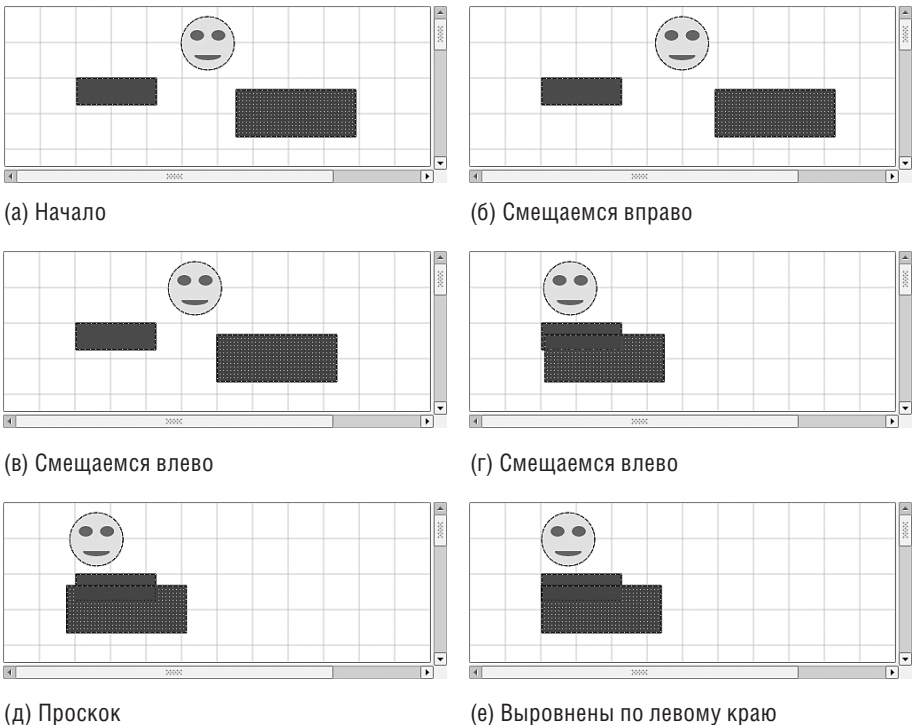 (а) Начало
(б) Смещаемся вправо
(в) Смещаемся влево
(г) Смещаемся влево
(д) Проскок
(е) Выровнены по левому краю